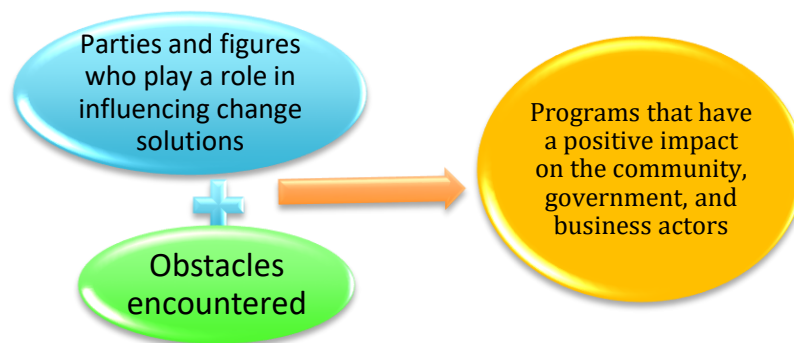 Parties and figures
who play a role in
influencing change
solutions
Obstacles
encountered
Programs that have
a positive impact
on the community,
government, and
business actors